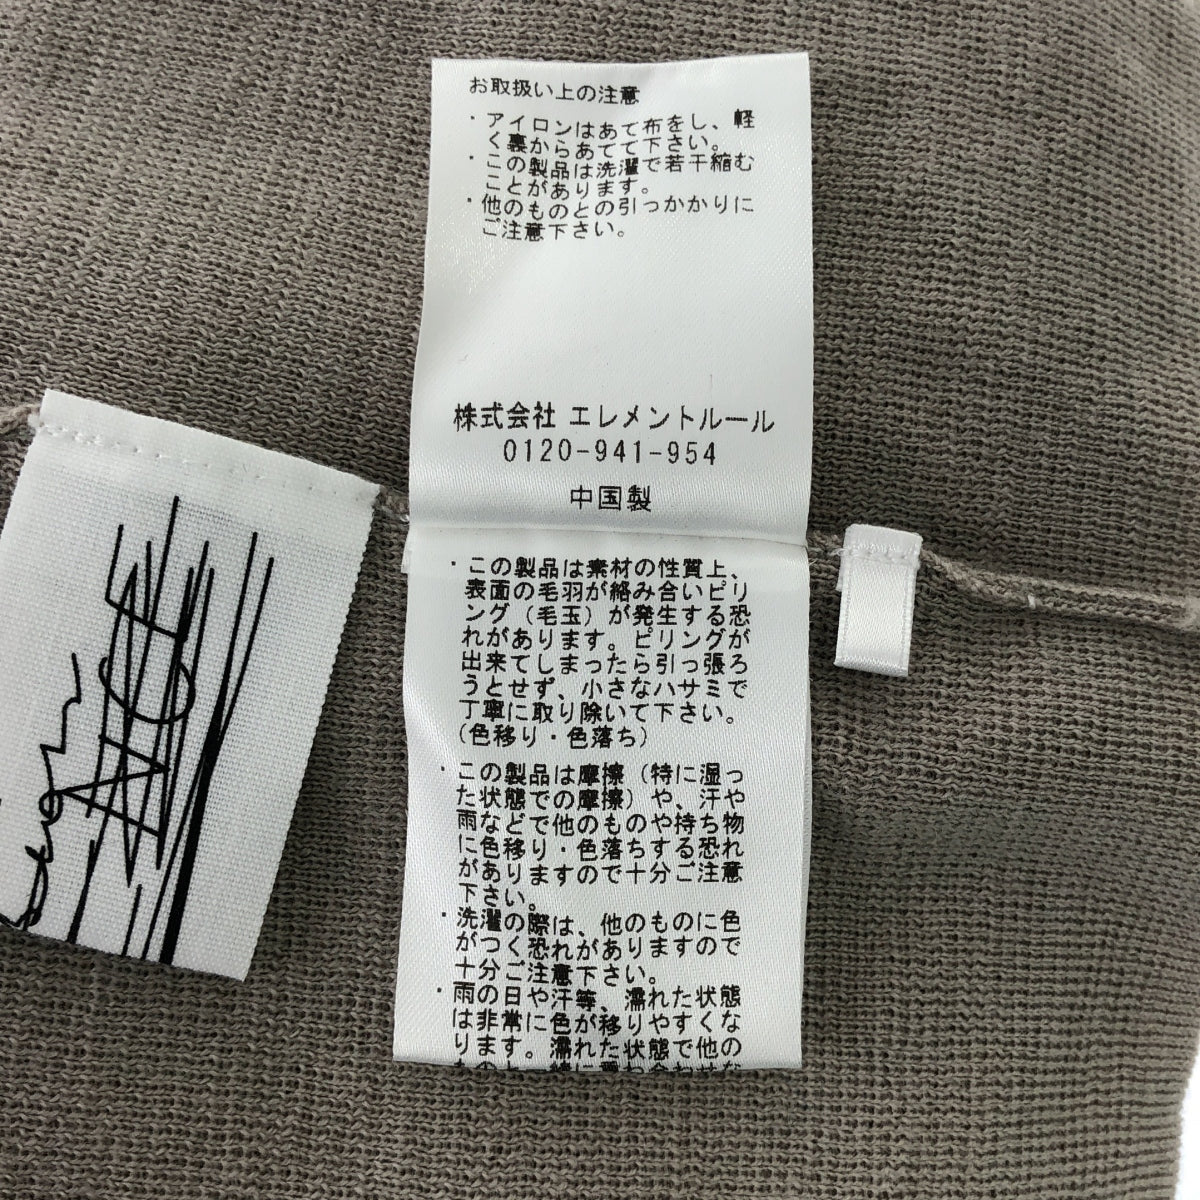 お取扱い上の注意
・アイロンはあて布をし、軽
く裏からあてて下さい。
・この製品は洗濯で若干縮む
ことがあります。
・他のものとの引っかかりに
ご注意下さい。
株式会社 エレメントルール
0120-941-954
中国製
・この製品は素材の性質上、
表面の毛羽が絡み合いピリ
ング（毛玉）が発生する恐
れがあります。ピリングが
出来てしまったら引っ張ろ
うとせず、小さなハサミで
丁寧に取り除いて下さい。
(色移り・色落ち)
・この製品は摩擦（特に湿っ
た状態での摩擦）や、汗や
雨などで他のものや持ち物
に色移り・色落ちする恐れ
がありますので十分ご注意
下さい。
・洗濯の際は、他のものに色
がつく恐れがありますので
十分ご注意下さい。
・雨の日や汗等、濡れた状態
は非常に色が移りやすくな
ります。濡れた状態で他の